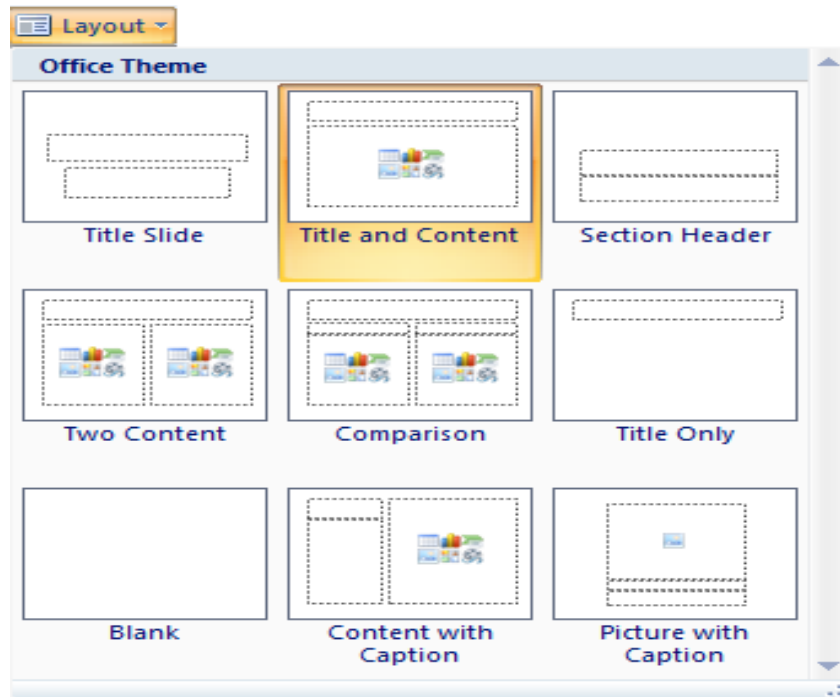 Layout
Office Theme
Title Slide
Title and Content
Section Header
Two Content
Comparison
Title Only
Blank
Content with
Caption
Picture with
Caption